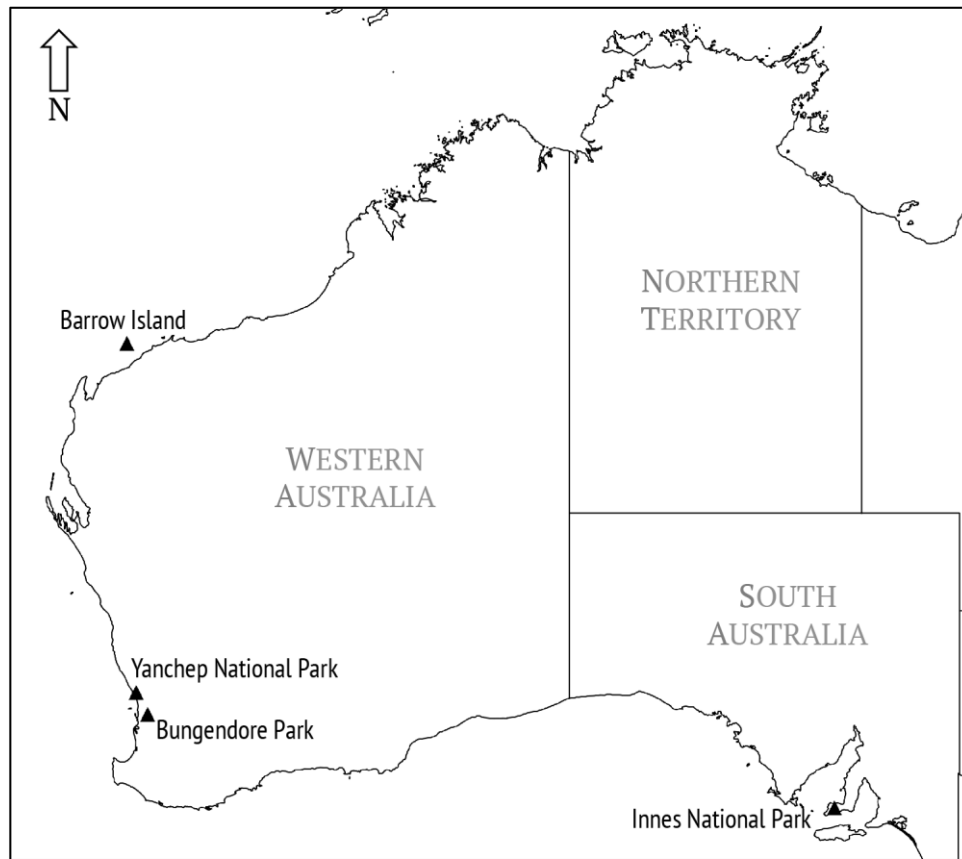 N
NORTHERN
TERRITORY
Barrow Island
WESTERN
AUSTRALIA
SOUTH
AUSTRALIA
Yanchep National Park
Bungendore Park
Innes National Park